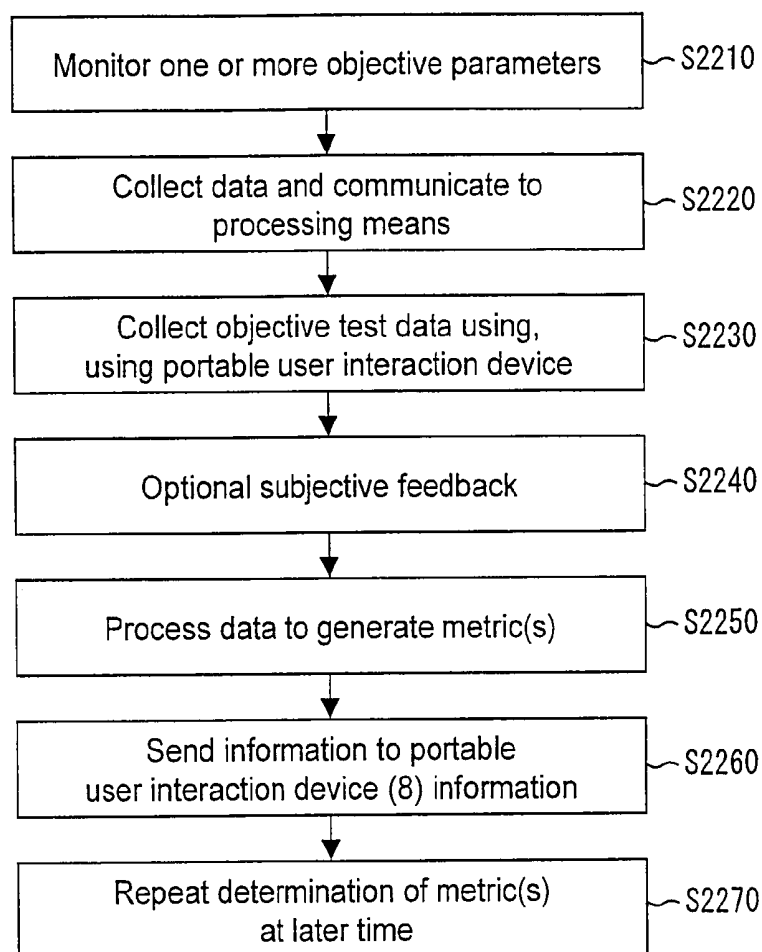 Monitor one or more objective parameters
S2210
Collect data and communicate to
processing means
S2220
Collect objective test data using,
using portable user interaction device
S2230
Optional subjective feedback
S2240
Process data to generate metric(s)
S2250
Send information to portable
user interaction device (8) information
S2260
Repeat determination of metric(s)
at later time
S2270